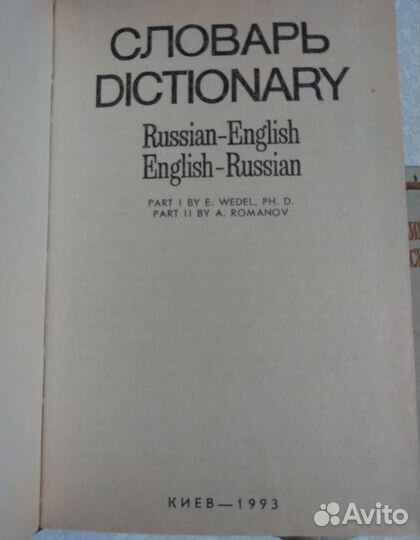 СЛОВАРЬ
DICTIONARY
Russian-English
English-Russian
PART I BY E. WEDEL, PH. D.
PART II BY A. ROMANOV
КИЕВ—1993
Avito